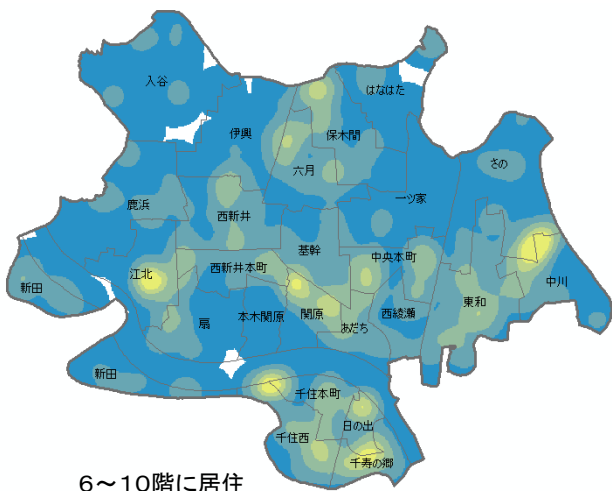 入谷
はなはた
伊興
保木間
さの
六月
一ツ家
鹿浜
西新井
基幹
中央本町
江北
西新井本町
新田
中川
東和
扇
本木関原
関原
あだち
西綾瀬
新田
千住本町
日の出
千住西
千寿の郷
6～10階に居住